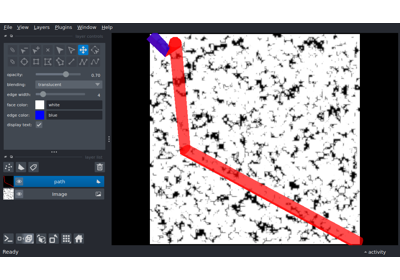 File View Layers Plugins Window Help
opacity: 0.70
blending: translucent
edge width: 4
face color: white
edge color: blue
display text:
path
Image
Ready
activity